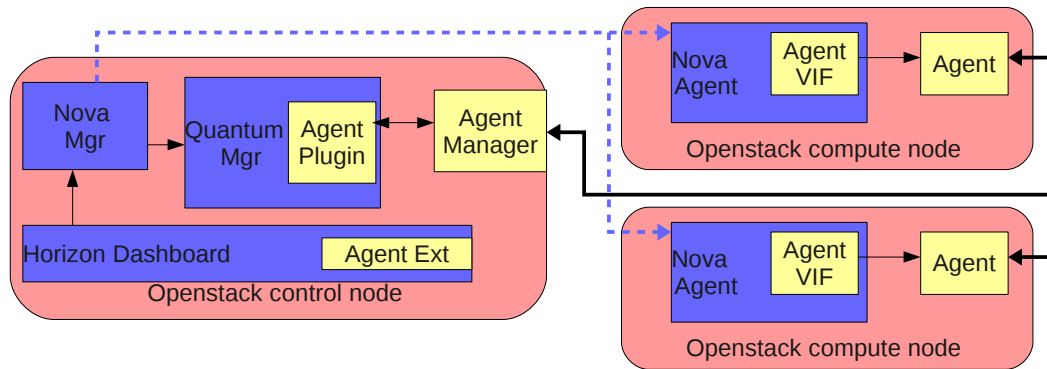 Nova
Mgr
Quantum
Mgr
Agent
Plugin
Agent
Manager
Horizon Dashboard
Agent Ext
Openstack control node
Nova
Agent
Agent
VIF
Agent
Openstack compute node
Nova
Agent
Agent
VIF
Agent
Openstack compute node